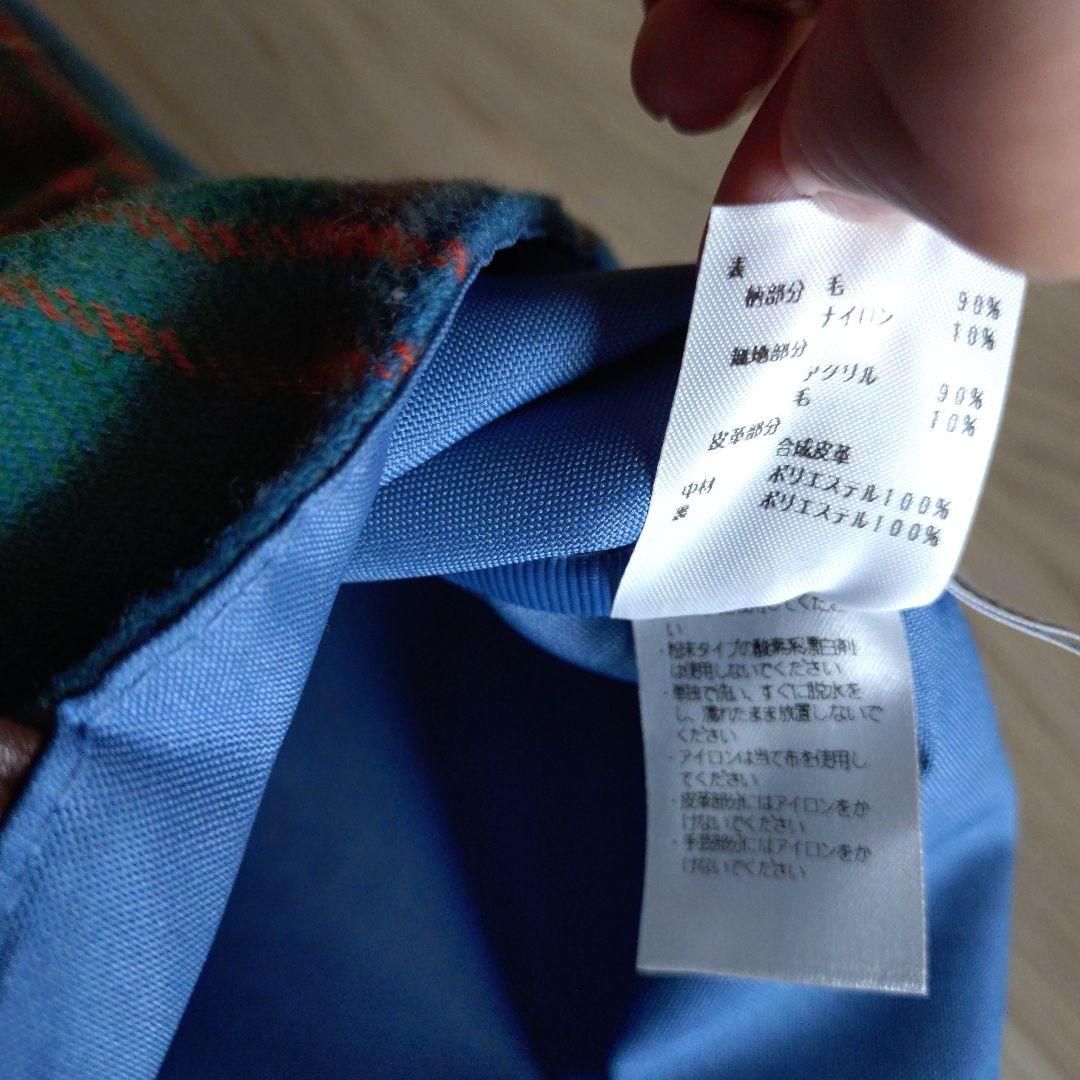 表
柄部分 毛 90%
ナイロン 10%
繊地部分
アクリル 90%
毛 10%
皮革部分
合成皮革
中材 ポリエステル100%
裏 ポリエステル100%
い
・粉末タイプの酸素系漂白剤
は使用しないでください
・単独で洗い、すぐに脱水を
し、濡れたまま放置しないで
ください
・アイロンは当て布を使用し
てください
・皮革部分にはアイロンをか
けないでください
・手芸部分にはアイロンをか
けないでください